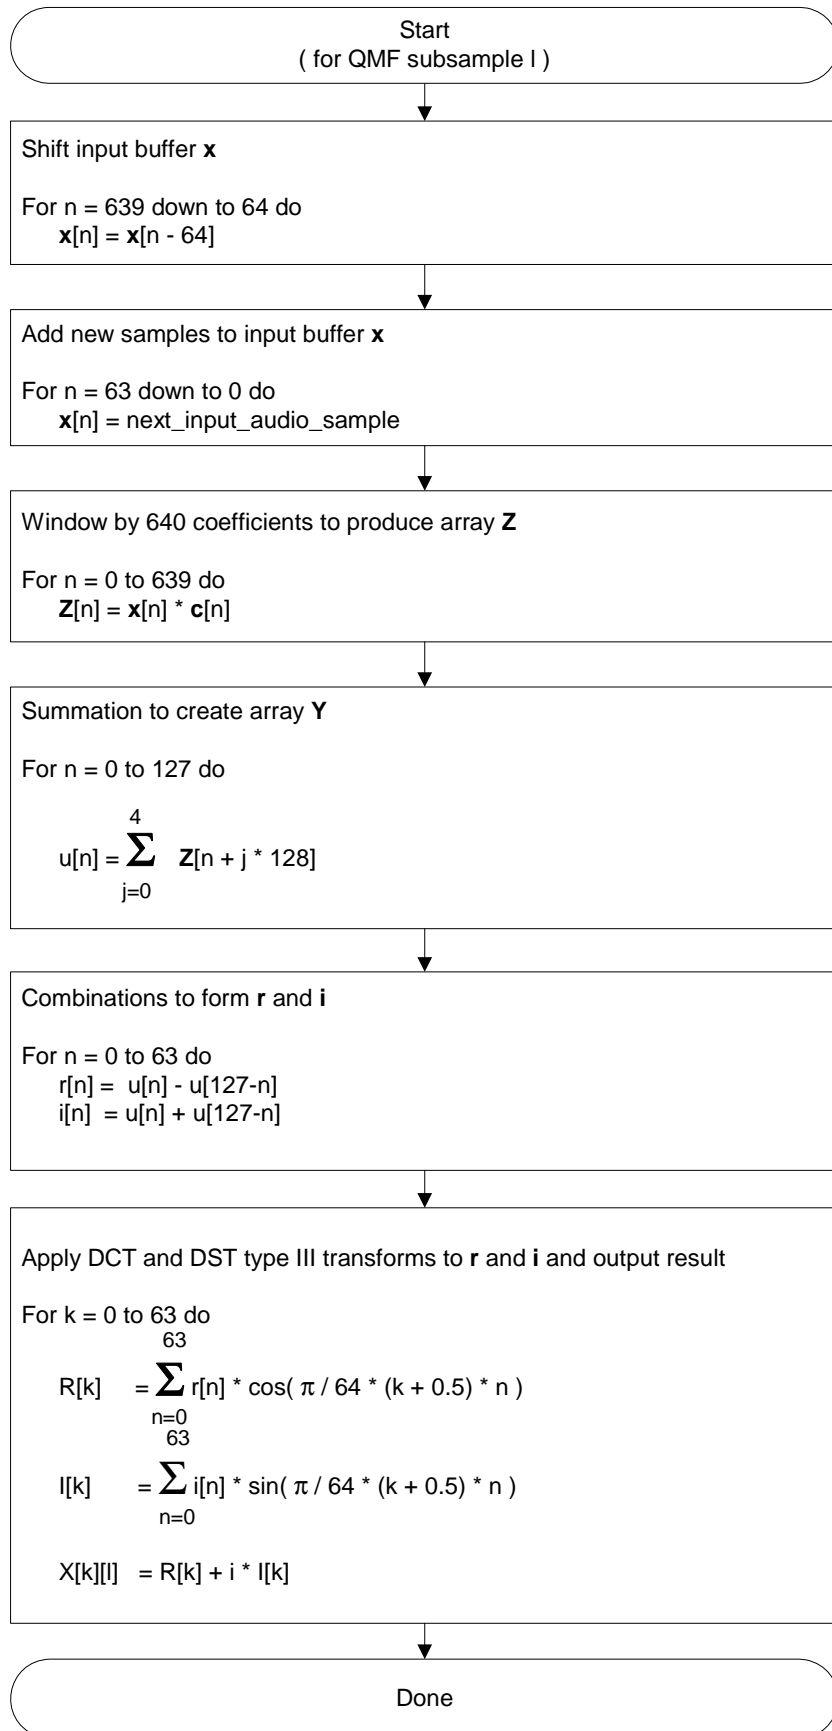 Start
( for QMF subsample l )
Shift input buffer x
For n = 639 down to 64 do
x[n] = x[n - 64]
Add new samples to input buffer x
For n = 63 down to 0 do
x[n] = next_input_audio_sample
Window by 640 coefficients to produce array Z
For n = 0 to 639 do
Z[n] = x[n] * c[n]
Summation to create array Y
For n = 0 to 127 do
4
u[n] = Σ Z[n + j * 128]
j=0
Combinations to form r and i
For n = 0 to 63 do
r[n] = u[n] - u[127-n]
i[n] = u[n] + u[127-n]
Apply DCT and DST type III transforms to r and i and output result
For k = 0 to 63 do
63
R[k] = Σ r[n] * cos( π / 64 * (k + 0.5) * n )
n=0
63
I[k] = Σ i[n] * sin( π / 64 * (k + 0.5) * n )
n=0
X[k][l] = R[k] + i * I[k]
Done